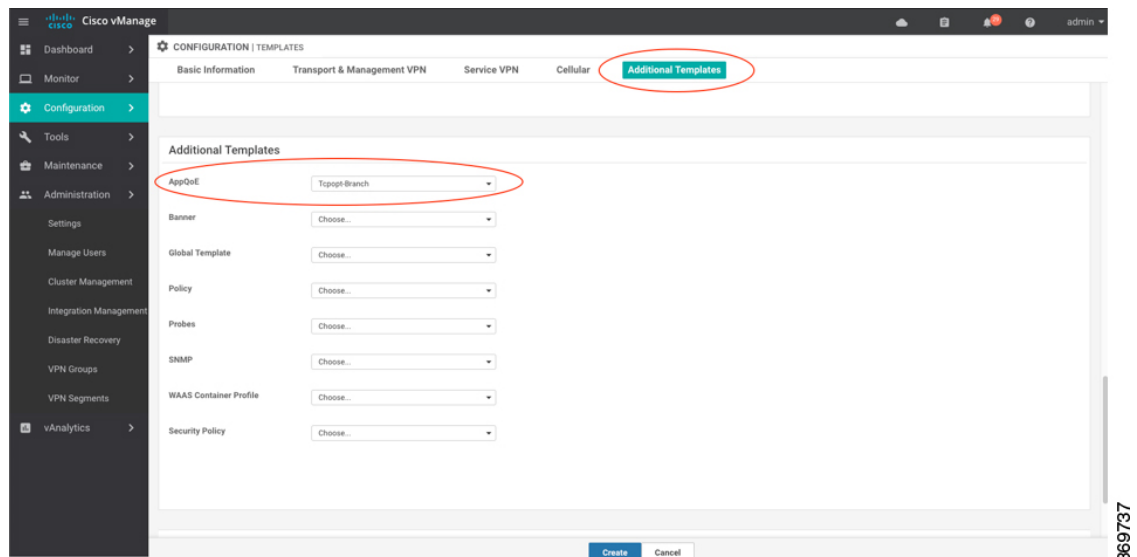 CISCO Cisco vManage
29
admin
Dashboard
Monitor
Configuration
Tools
Maintenance
Administration
Settings
Manage Users
Cluster Management
Integration Management
Disaster Recovery
VPN Groups
VPN Segments
vAnalytics
CONFIGURATION | TEMPLATES
Basic Information Transport & Management VPN Service VPN Cellular Additional Templates
Additional Templates
AppQoE Tcpopt-Branch
Banner Choose...
Global Template Choose...
Policy Choose...
Probes Choose...
SNMP Choose...
WAAS Container Profile Choose...
Security Policy Choose...
Create Cancel
369737